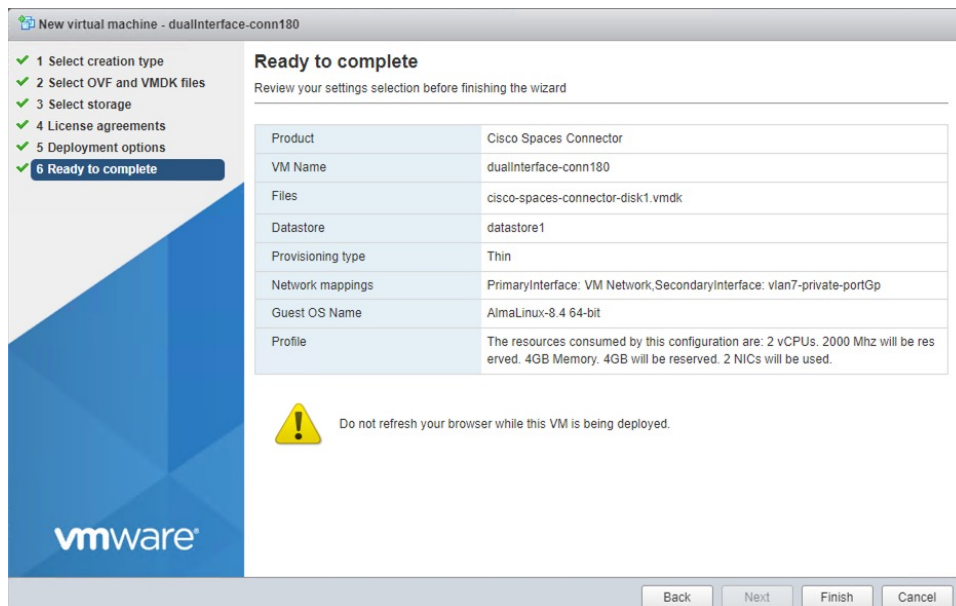 New virtual machine - dualInterface-conn180
1 Select creation type
2 Select OVF and VMDK files
3 Select storage
4 License agreements
5 Deployment options
6 Ready to complete
Ready to complete
Review your settings selection before finishing the wizard
Product Cisco Spaces Connector
VM Name dualInterface-conn180
Files cisco-spaces-connector-disk1.vmdk
Datastore datastore1
Provisioning type Thin
Network mappings PrimaryInterface: VM Network,SecondaryInterface: vlan7-private-portGp
Guest OS Name AlmaLinux-8.4 64-bit
Profile The resources consumed by this configuration are: 2 vCPUs. 2000 Mhz will be res
erved. 4GB Memory. 4GB will be reserved. 2 NICs will be used.
Do not refresh your browser while this VM is being deployed.
vmware®
Back Next Finish Cancel